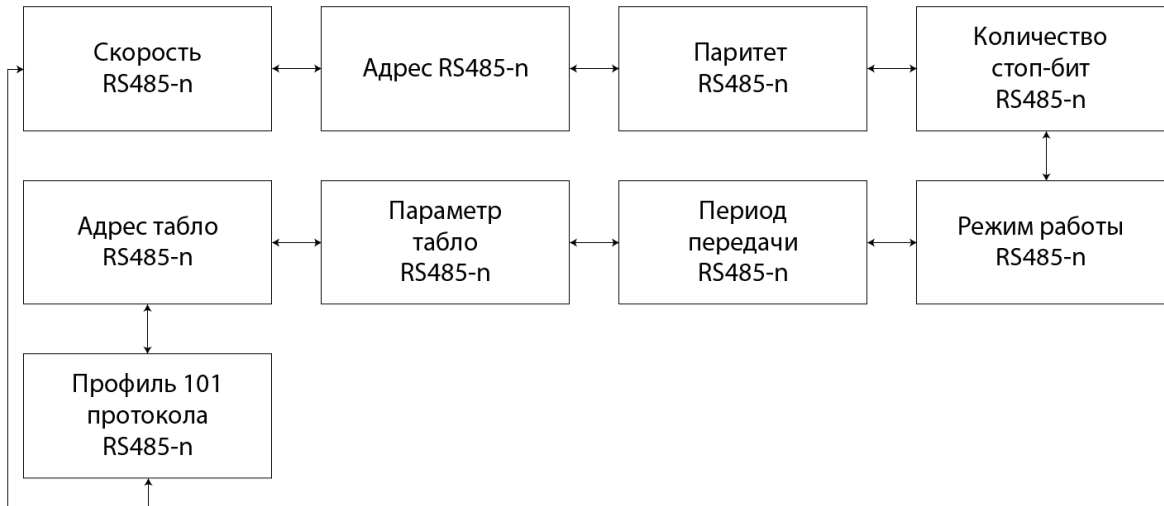 Скорость
RS485-n
Адрес RS485-n
Паритет
RS485-n
Количество
стоп-бит
RS485-n
Адрес табло
RS485-n
Параметр
табло
RS485-n
Период
передачи
RS485-n
Режим работы
RS485-n
Профиль 101
протокола
RS485-n